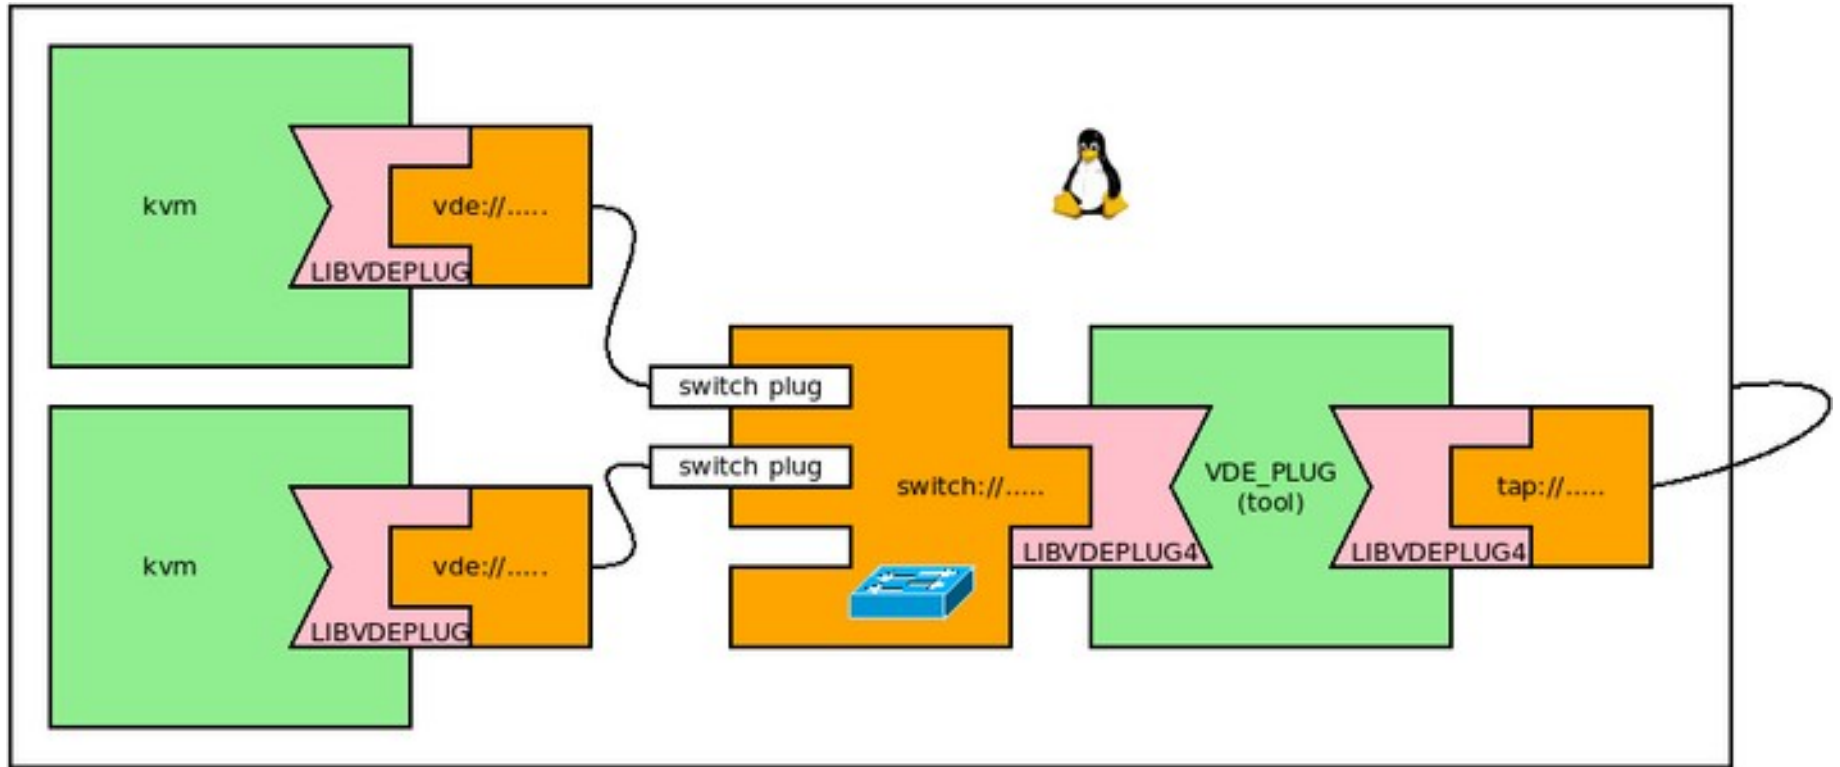 kvm
vde://.....
LIBVDEPLUG
switch plug
kvm
vde://.....
LIBVDEPLUG
switch plug
switch://.....
LIBVDEPLUG4
VDE_PLUG
(tool)
LIBVDEPLUG4
tap://.....